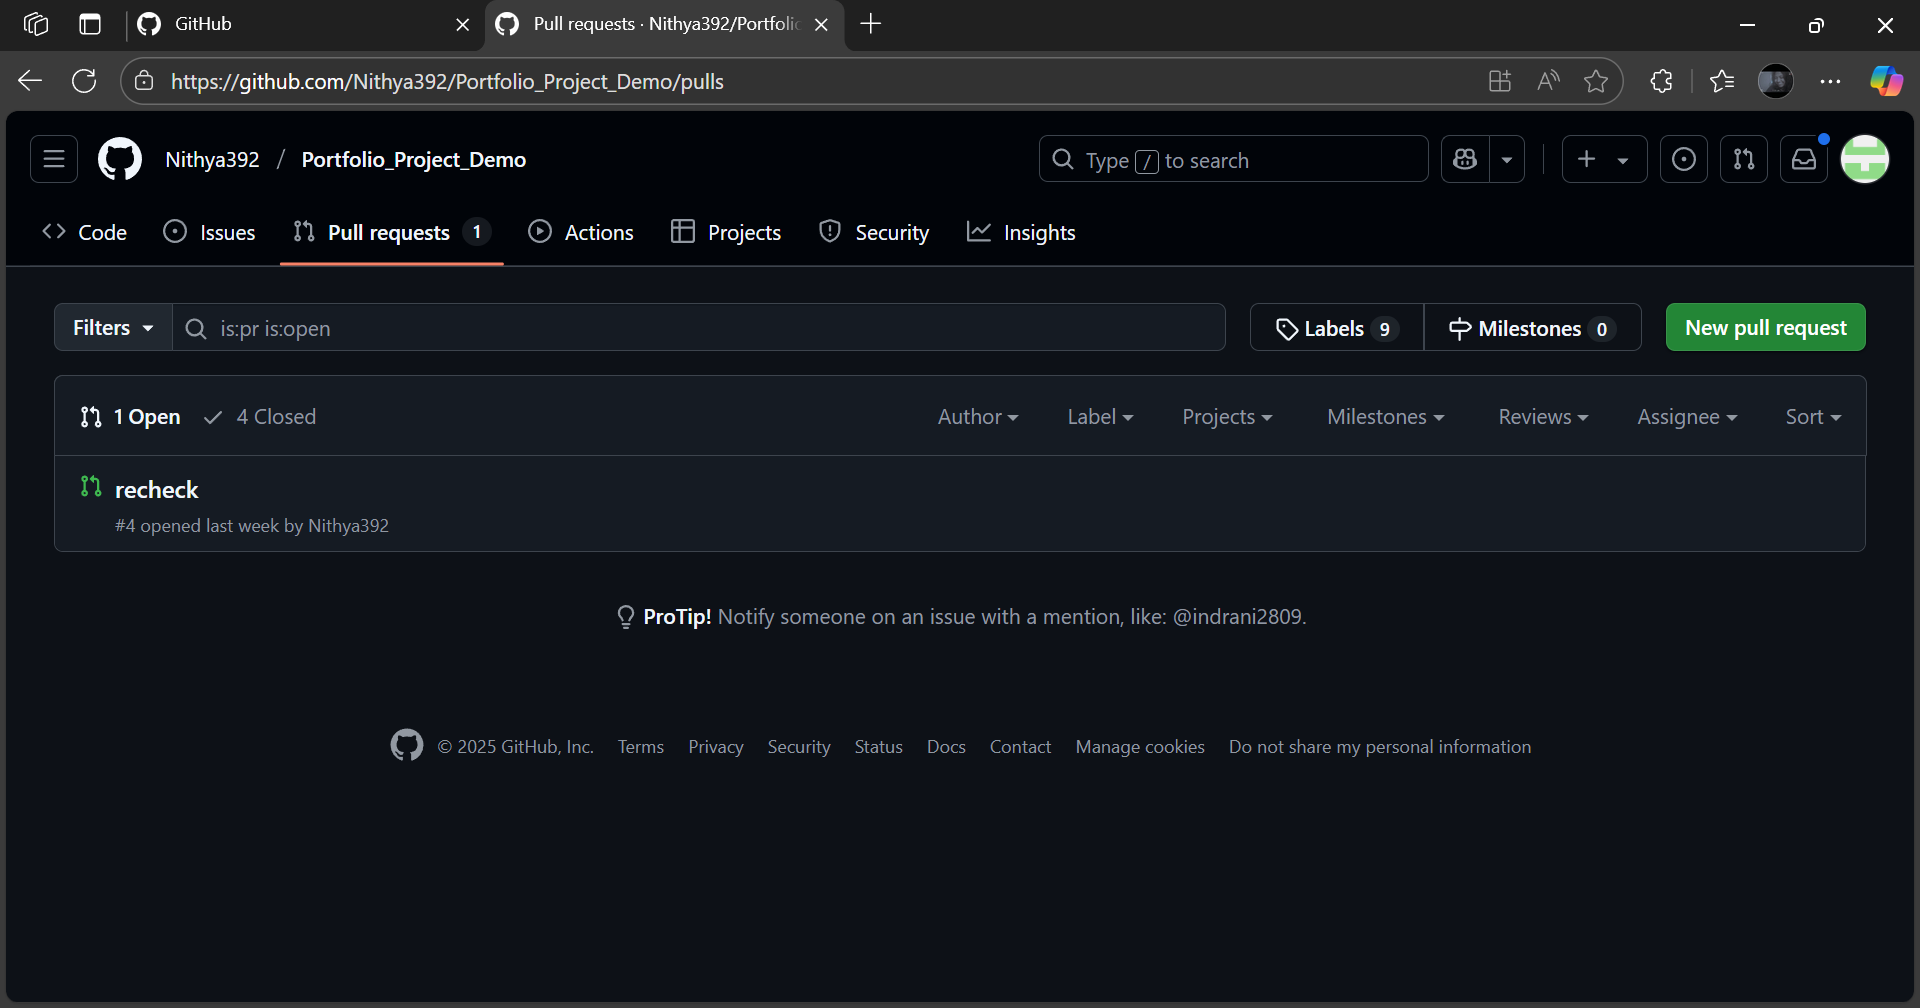 GitHub
Pull requests · Nithya392/Portfolio
https://github.com/Nithya392/Portfolio_Project_Demo/pulls
Nithya392 / Portfolio_Project_Demo
Type / to search
Code Issues Pull requests 1 Actions Projects Security Insights
Filters is:pr is:open Labels 9 Milestones 0 New pull request
1 Open 4 Closed Author Label Projects Milestones Reviews Assignee Sort
recheck
#4 opened last week by Nithya392
ProTip! Notify someone on an issue with a mention, like: @indrani2809.
© 2025 GitHub, Inc. Terms Privacy Security Status Docs Contact Manage cookies Do not share my personal information